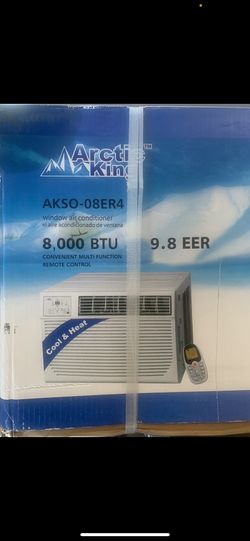 Arctic
King™
AKSO-08ER4
window air conditioner
el aire acondicionado de ventana
8,000 BTU
9.8 EER
CONVENIENT MULTI FUNCTION
REMOTE CONTROL
Cool & Heat